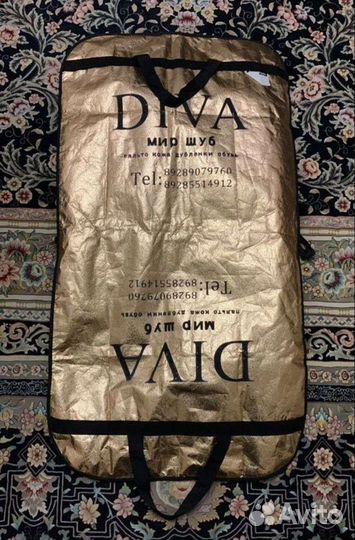 DIVA
мир шуб
пальто кожа дубленки обувь
Tel: 89289079760
89285514912
Tel: 89285514912
89289079760
мир шуб
пальто кожа дубленки обувь
DIVA
Avito